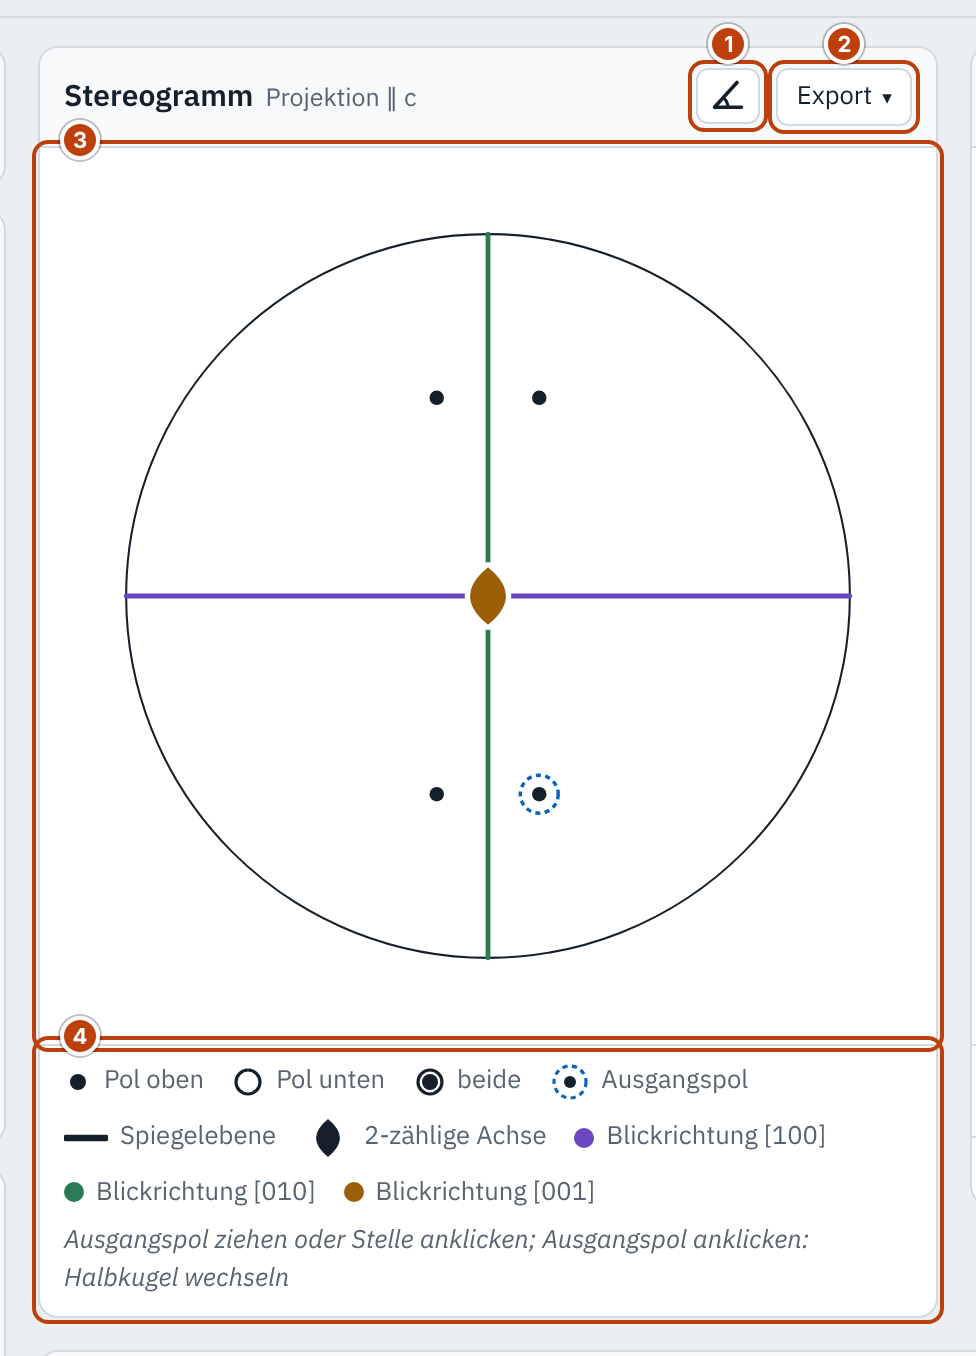 1
2
Stereogramm Projektion ∥ c
Export ▾
3
4
Pol oben Pol unten beide Ausgangspol
Spiegelebene 2-zählige Achse Blickrichtung [100]
Blickrichtung [010] Blickrichtung [001]
Ausgangspol ziehen oder Stelle anklicken; Ausgangspol anklicken:
Halbkugel wechseln